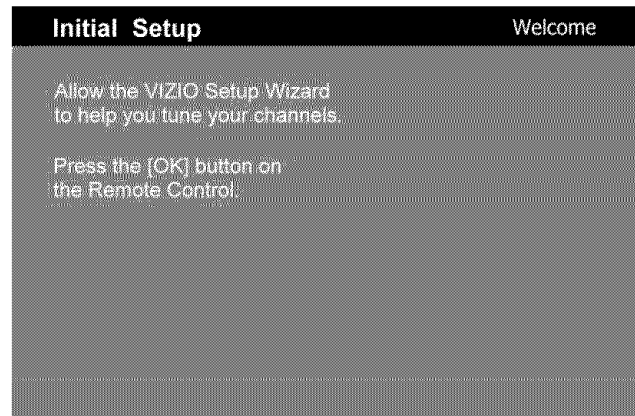 Initial Setup
Welcome
Allow the VIZIO Setup Wizard
to help you tune your channels.
Press the [OK] button on
the Remote Control.